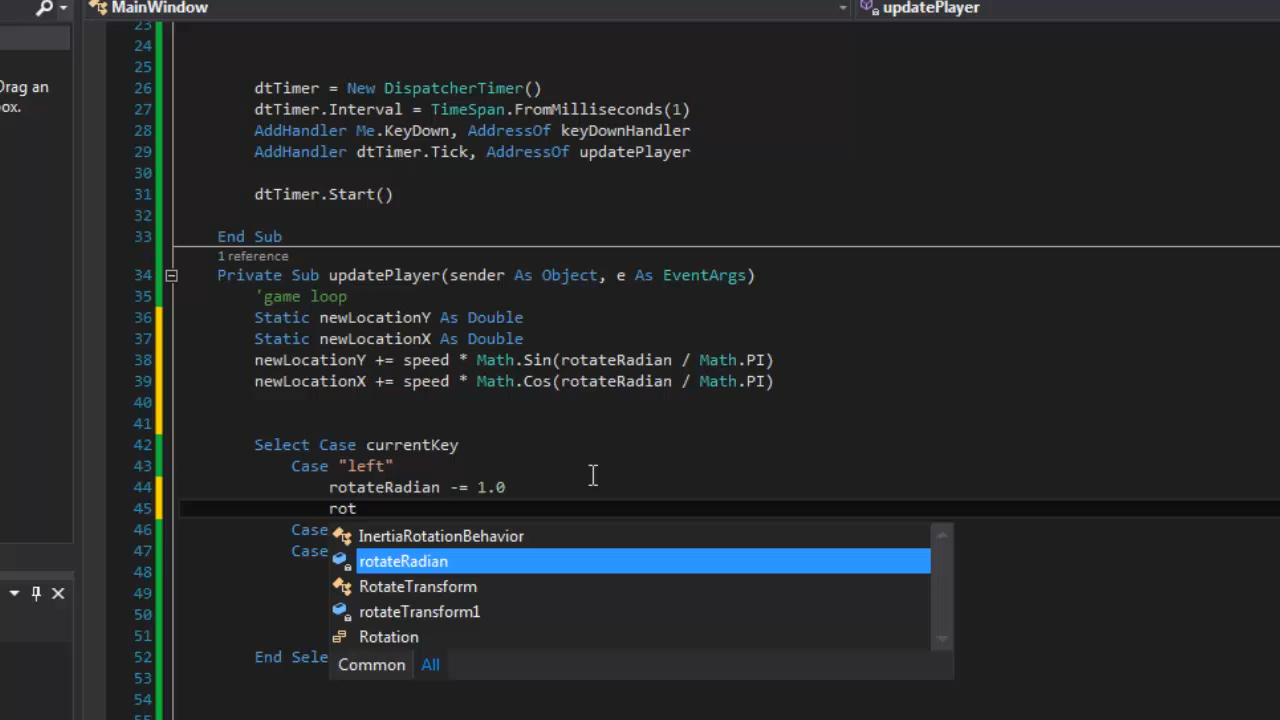 MainWindow
updatePlayer
23
24
25
26 dtTimer = New DispatcherTimer()
27 dtTimer.Interval = TimeSpan.FromMilliseconds(1)
28 AddHandler Me.KeyDown, AddressOf keyDownHandler
29 AddHandler dtTimer.Tick, AddressOf updatePlayer
30
31 dtTimer.Start()
32
33 End Sub
1 reference
34 Private Sub updatePlayer(sender As Object, e As EventArgs)
35 'game loop
36 Static newLocationY As Double
37 Static newLocationX As Double
38 newLocationY += speed * Math.Sin(rotateRadian / Math.PI)
39 newLocationX += speed * Math.Cos(rotateRadian / Math.PI)
40
41
42 Select Case currentKey
43 Case "left"
44 rotateRadian -= 1.0
45 rot
46 Case
47 Case
48
49
50
51
52 End Sele
53
54
InertiaRotationBehavior
rotateRadian
RotateTransform
rotateTransform1
Rotation
Common All
Drag an
ox.